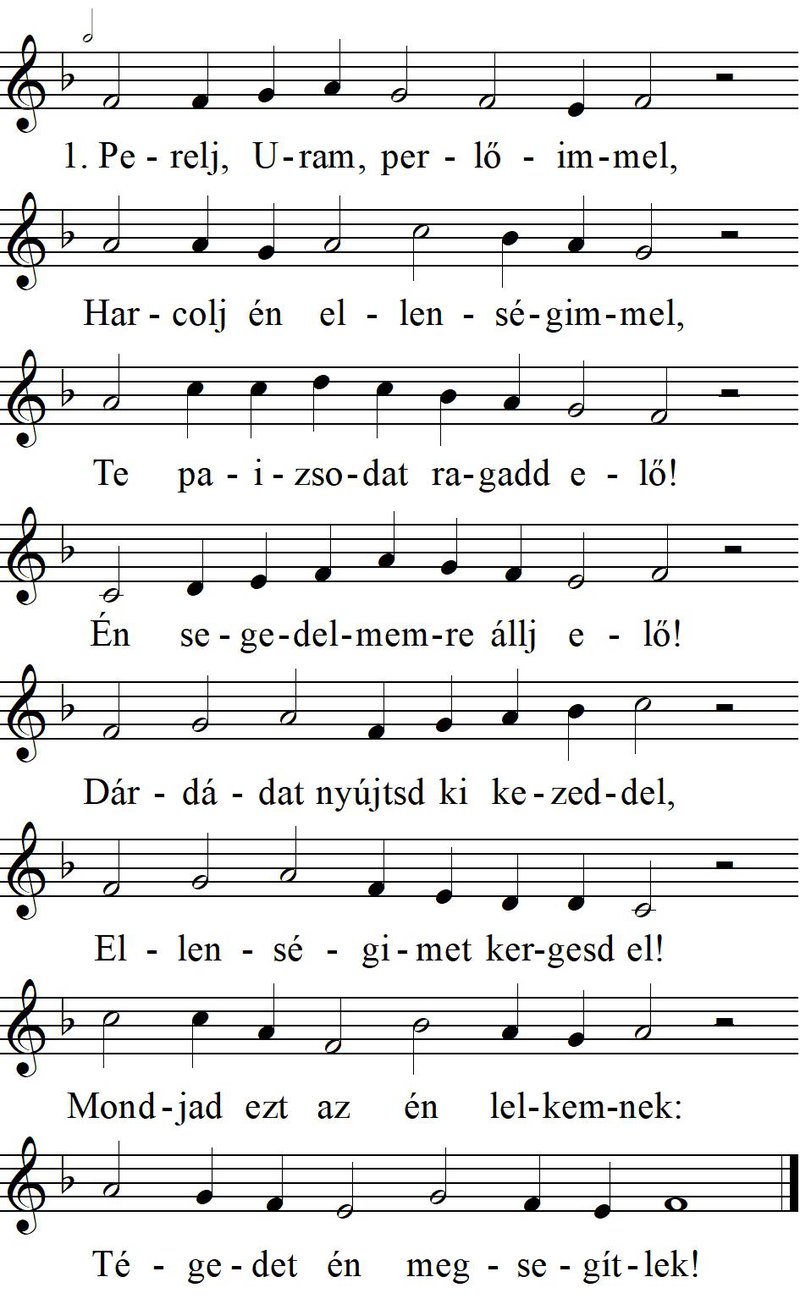 1. Pe - relj, U-ram, per - lő - im-mel,
Har - colj én el - len - sé-gim-mel,
Te pa - i - zso-dat ra-gadd e - lő!
Én se - ge-del-mem-re állj e - lő!
Dár - dá - dat nyújtsd ki ke-zed-del,
El - len - sé - gi-met ker-gesd el!
Mond-jad ezt az én lel-kem-nek:
Té - ge-det én meg - se - gít-lek!